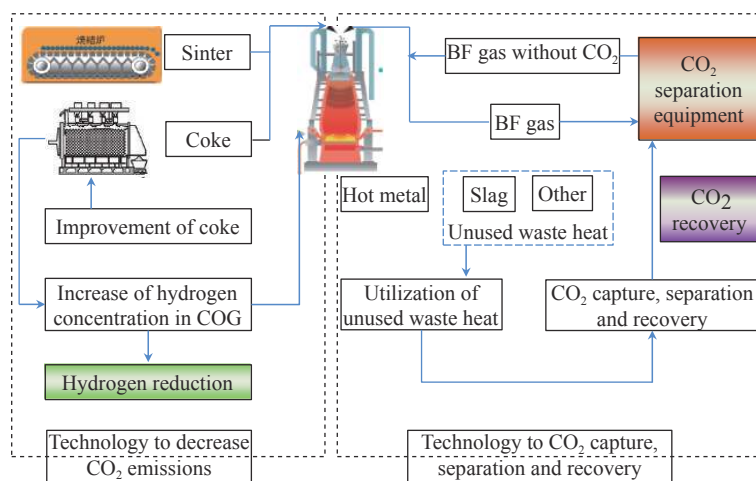 烧结炉
Sinter
Coke
Improvement of coke
Increase of hydrogen
concentration in COG
Hydrogen reduction
Technology to decrease
CO₂ emissions
BF gas without CO₂
BF gas
CO₂
separation
equipment
CO2
recovery
Hot metal
Slag
Other
Unused waste heat
Utilization of
unused waste heat
CO₂ capture, separation
and recovery
Technology to CO₂ capture,
separation and recovery